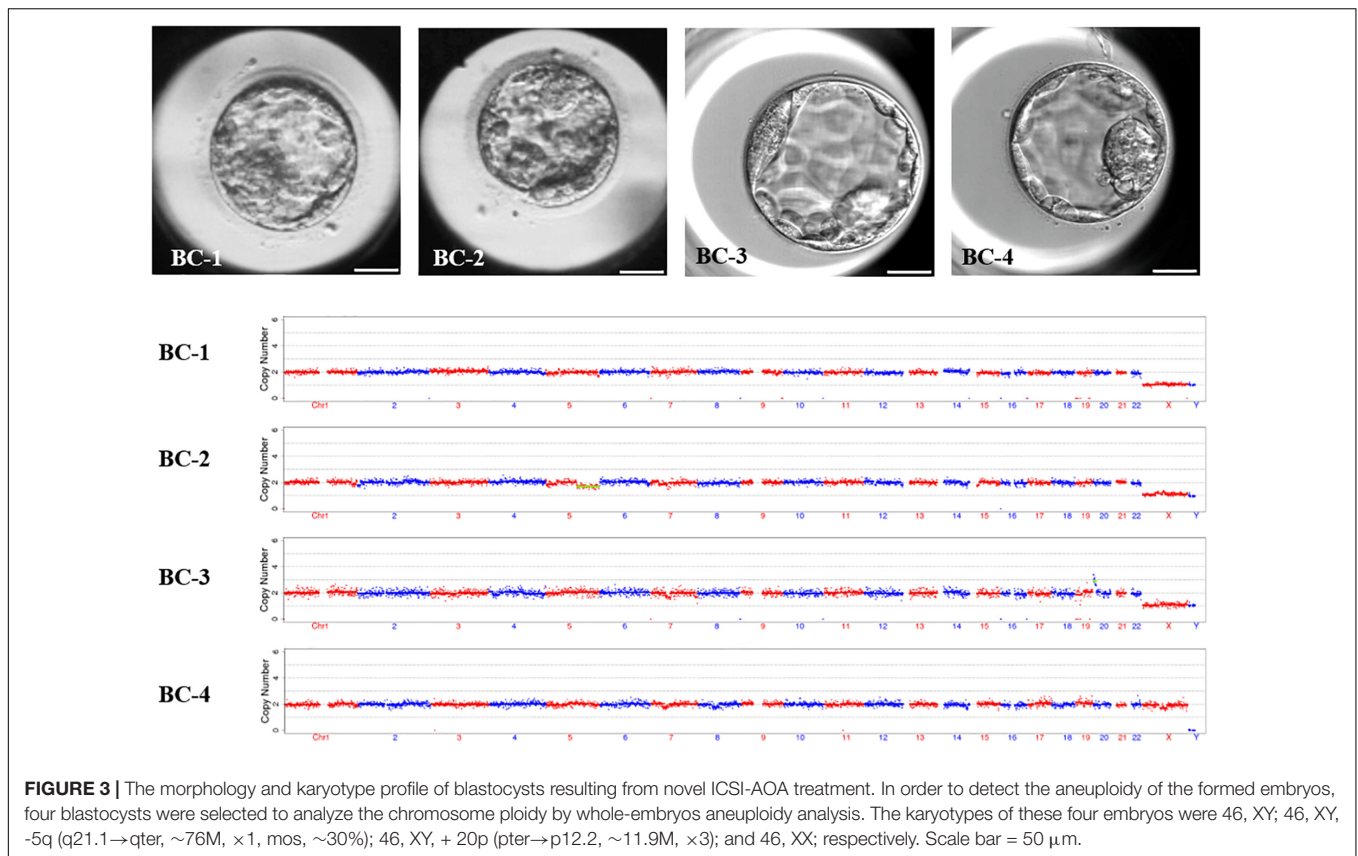 BC-1
BC-2
BC-3
BC-4
BC-1
Copy Number
6
4
2
0
Chr1 2 3 4 5 6 7 8 9 10 11 12 13 14 15 16 17 18 19 20 21 22 X Y
BC-2
Copy Number
6
4
2
0
Chr1 2 3 4 5 6 7 8 9 10 11 12 13 14 15 16 17 18 19 20 21 22 X Y
BC-3
Copy Number
6
4
2
0
Chr1 2 3 4 5 6 7 8 9 10 11 12 13 14 15 16 17 18 19 20 21 22 X Y
BC-4
Copy Number
6
4
2
0
Chr1 2 3 4 5 6 7 8 9 10 11 12 13 14 15 16 17 18 19 20 21 22 X Y
FIGURE 3 | The morphology and karyotype profile of blastocysts resulting from novel ICSI-AOA treatment. In order to detect the aneuploidy of the formed embryos,
four blastocysts were selected to analyze the chromosome ploidy by whole-embryos aneuploidy analysis. The karyotypes of these four embryos were 46, XY; 46, XY,
-5q (q21.1→qter, ~76M, ×1, mos, ~30%); 46, XY, + 20p (pter→p12.2, ~11.9M, ×3); and 46, XX; respectively. Scale bar = 50 μm.